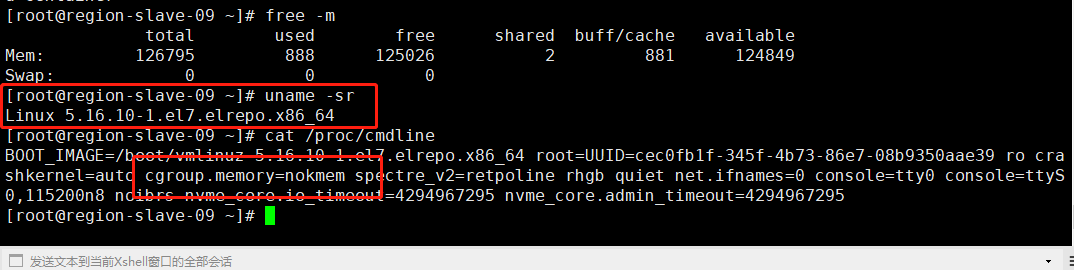 a container
[root@region-slave-09 ~]# free -m
total used free shared buff/cache available
Mem: 126795 888 125026 2 881 124849
Swap: 0 0 0
[root@region-slave-09 ~]# uname -sr
Linux 5.16.10-1.el7.elrepo.x86_64
[root@region-slave-09 ~]# cat /proc/cmdline
BOOT_IMAGE=/boot/vmlinuz-5.16.10-1.el7.elrepo.x86_64 root=UUID=cec0fb1f-345f-4b73-86e7-08b9350aae39 ro cra
shkernel=auto cgroup.memory=nokmem spectre_v2=retpoline rhgb quiet net.ifnames=0 console=tty0 console=ttyS
0,115200n8 noibrs nvme_core.io_timeout=4294967295 nvme_core.admin_timeout=4294967295
[root@region-slave-09 ~]#
发送文本到当前Xshell窗口的全部会话